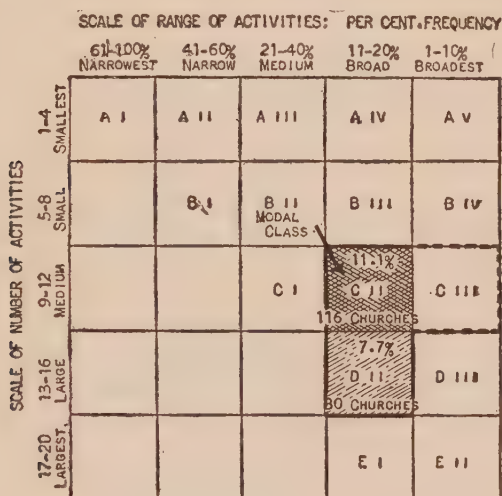 SCALE OF RANGE OF ACTIVITIES: PER CENT. FREQUENCY
61-100% 41-60% 21-40% 11-20% 1-10%
NARROWEST NARROW MEDIUM BROAD BROADEST
SCALE OF NUMBER OF ACTIVITIES
1-4
SMALLEST
A I A II A III A IV A V
5-8
SMALL
B I B II B III B IV
MODAL
CLASS
9-12
MEDIUM
11.1%
C I C II C III
116 CHURCHES
13-16
LARGE
7.7%
D II D III
80 CHURCHES
17-20
LARGEST
E I E II